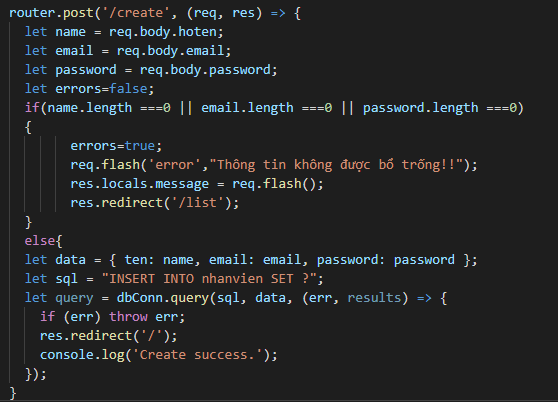 router.post('/create', (req, res) => {
let name = req.body.hoten;
let email = req.body.email;
let password = req.body.password;
let errors=false;
if(name.length ===0 || email.length ===0 || password.length ===0)
{
errors=true;
req.flash('error',"Thông tin không được bổ trống!!");
res.locals.message = req.flash();
res.redirect('/list');
}
else{
let data = { ten: name, email: email, password: password };
let sql = "INSERT INTO nhanvien SET ?";
let query = dbConn.query(sql, data, (err, results) => {
if (err) throw err;
res.redirect('/');
console.log('Create success.');
});
}